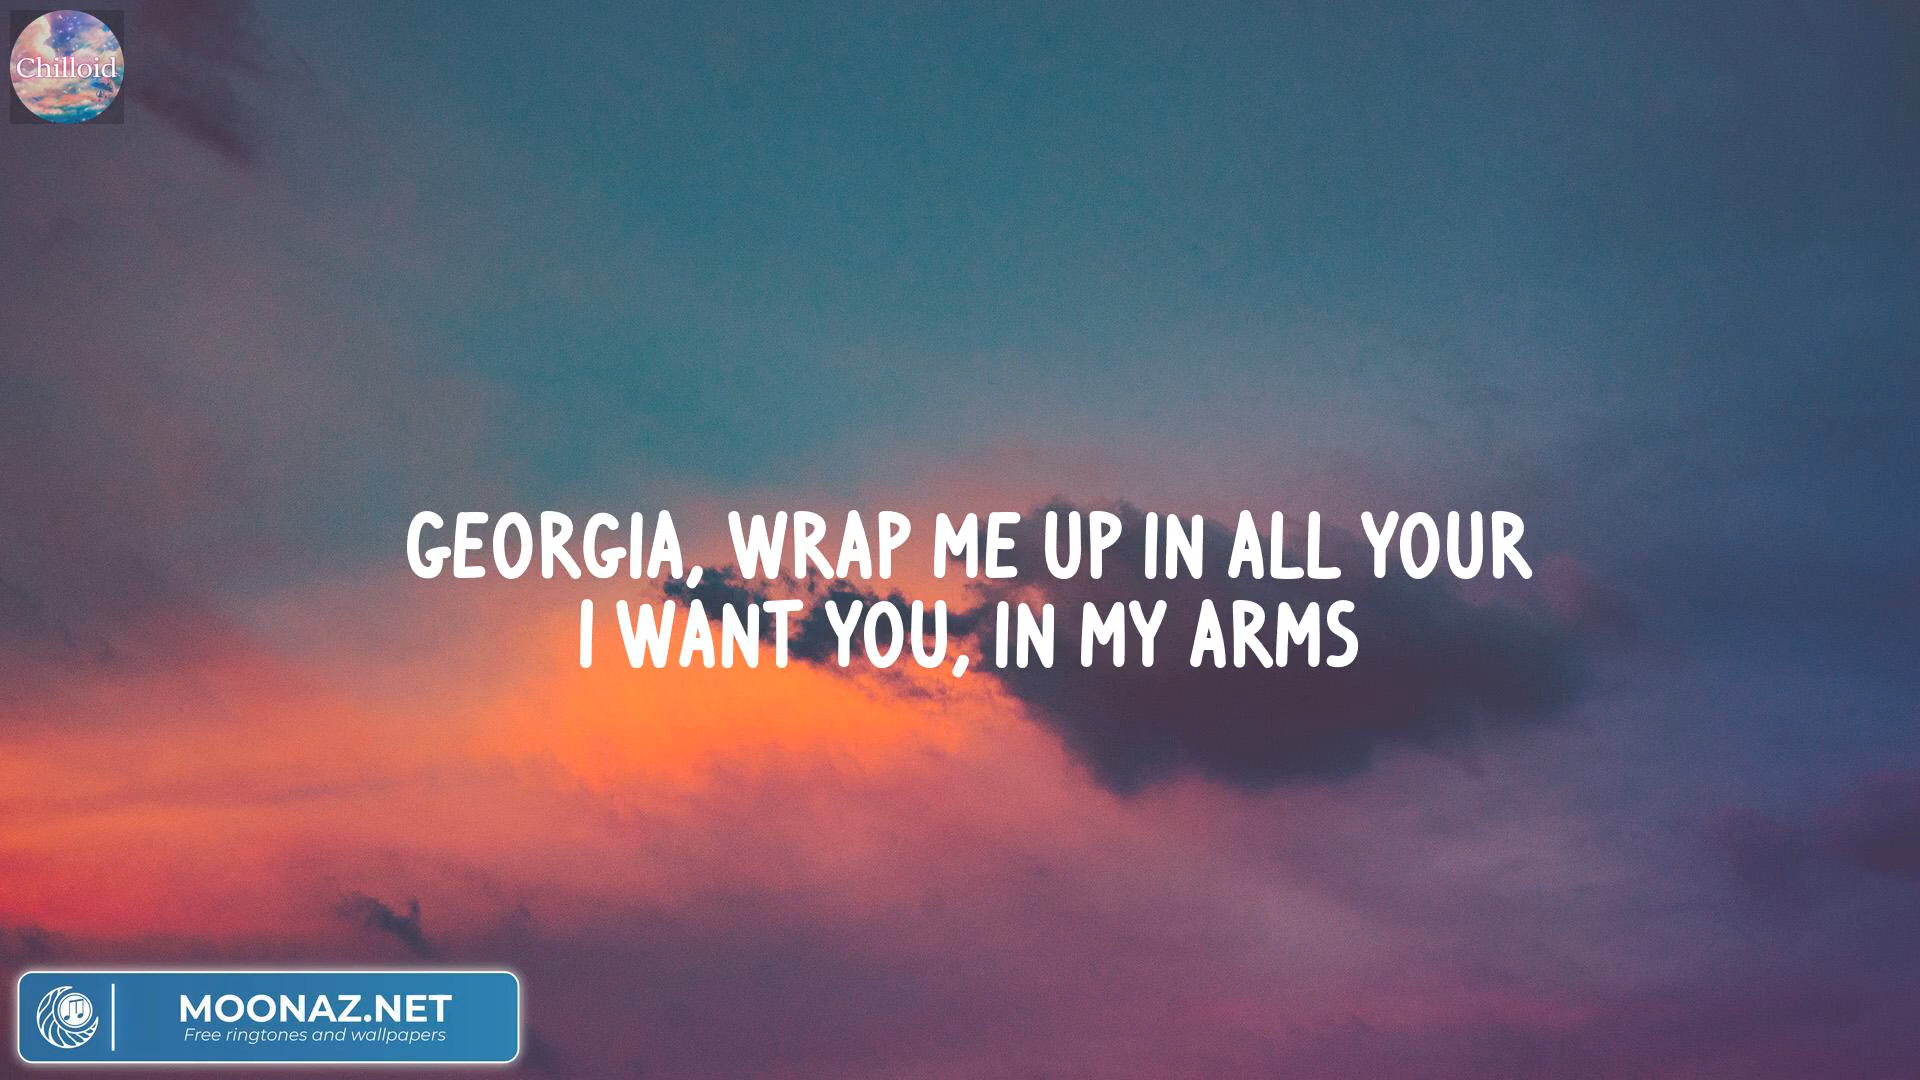 Chilloid
GEORGIA, WRAP ME UP IN ALL YOUR
I WANT YOU, IN MY ARMS
MOONAZ.NET
Free ringtones and wallpapers